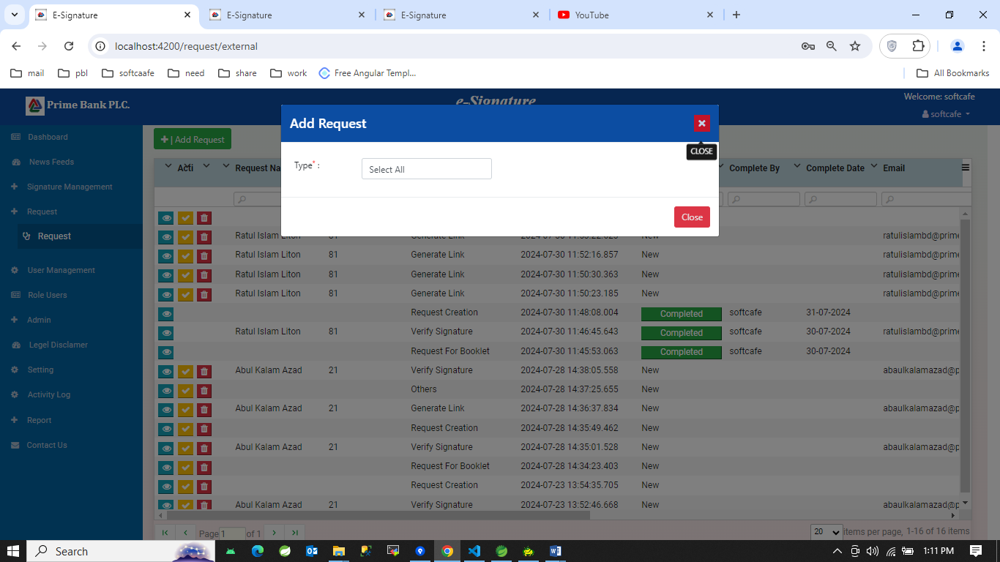 E-Signature
E-Signature
E-Signature
YouTube
localhost:4200/request/external
mail
pbl
softcaafe
need
share
work
Free Angular Templ...
All Bookmarks
Prime Bank PLC.
e-Signature
Welcome: softcafe
softcafe
Dashboard
News Feeds
Signature Management
Request
Request
User Management
Role Users
Admin
Legel Disclamer
Setting
Activity Log
Report
Contact Us
| Add Request
Add Request
CLOSE
Type* :
Select All
Close
Acti Request Na Complete By Complete Date Email
Ratul Islam Liton 81 Generate Link 2024-07-30 New ratulislambd@prime
Ratul Islam Liton 81 Generate Link 2024-07-30 11:52:16.857 New ratulislambd@prime
Ratul Islam Liton 81 Generate Link 2024-07-30 11:50:30.363 New ratulislambd@prime
Ratul Islam Liton 81 Generate Link 2024-07-30 11:50:23.185 New ratulislambd@prime
Request Creation 2024-07-30 11:48:08.004 Completed softcafe 31-07-2024
Ratul Islam Liton 81 Verify Signature 2024-07-30 11:46:45.643 Completed softcafe 30-07-2024 ratulislambd@prime
Request For Booklet 2024-07-30 11:45:53.063 Completed softcafe 30-07-2024
Abul Kalam Azad 21 Verify Signature 2024-07-28 14:38:05.558 New abaulkalamazad@p
Others 2024-07-28 14:37:25.655 New
Abul Kalam Azad 21 Generate Link 2024-07-28 14:36:37.834 New abaulkalamazad@p
Request Creation 2024-07-28 14:35:49.462 New
Abul Kalam Azad 21 Verify Signature 2024-07-28 14:35:01.528 New abaulkalamazad@p
Request For Booklet 2024-07-28 14:34:23.403 New
Request Creation 2024-07-23 13:54:35.705 New
Abul Kalam Azad 21 Verify Signature 2024-07-23 13:52:46.668 New abaulkalamazad@p
Page 1 of 1
20 items per page, 1-16 of 16 items
Search
1:11 PM